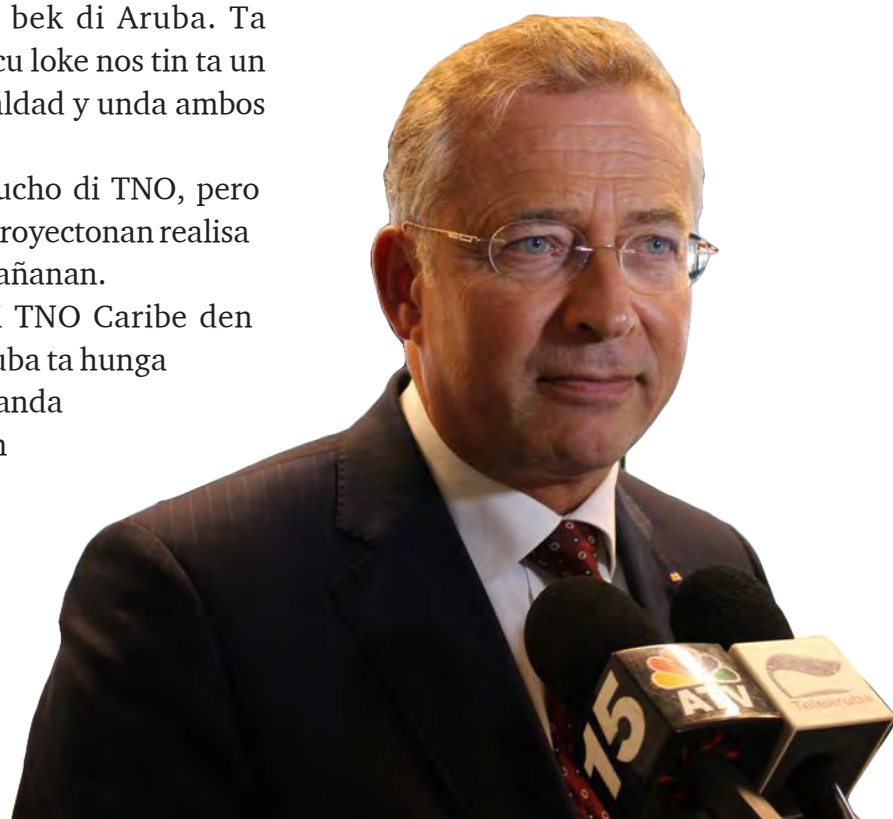 bek di Aruba. Ta
cu loke nos tin ta un
ldad y unda ambos
ucho di TNO, pero
royectonan realisa
añanan.
TNO Caribe den
uba ta hunga
anda
15
ATV
Telearuba